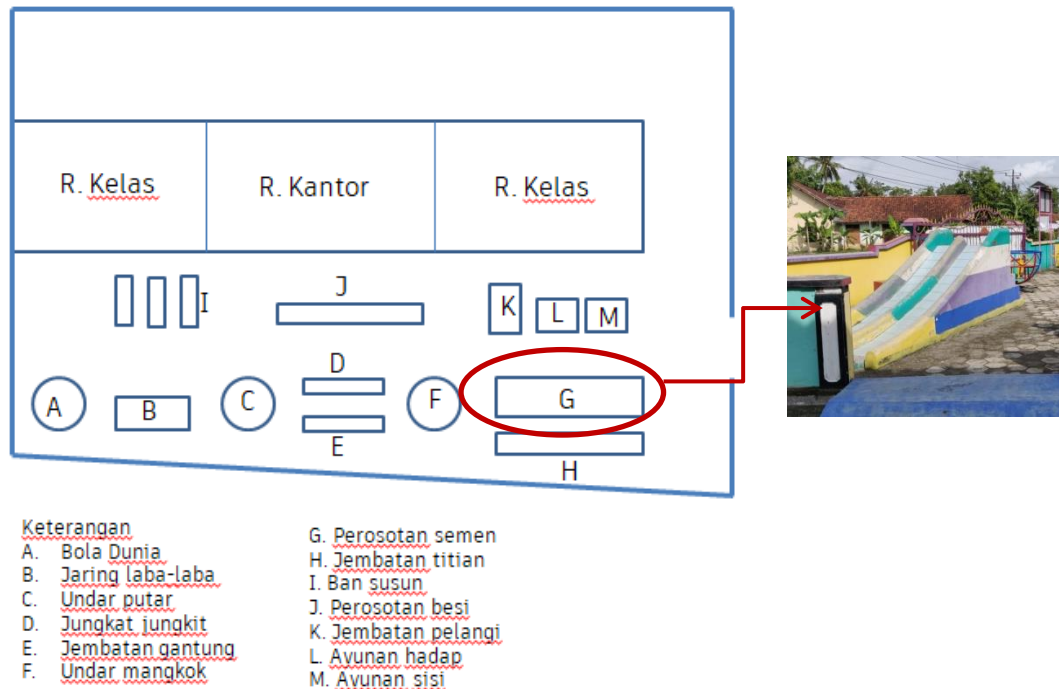 R. Kelas
R. Kantor
R. Kelas
I
J
K
L
M
A
B
C
D
E
F
G
H
Keterangan
A. Bola Dunia
B. Jaring laba-laba
C. Undar putar
D. Jungkat jungkit
E. Jembatan gantung
F. Undar mangkok
G. Perosotan semen
H. Jembatan titian
I. Ban susun
J. Perosotan besi
K. Jembatan pelangi
L. Ayunan hadap
M. Ayunan sisi